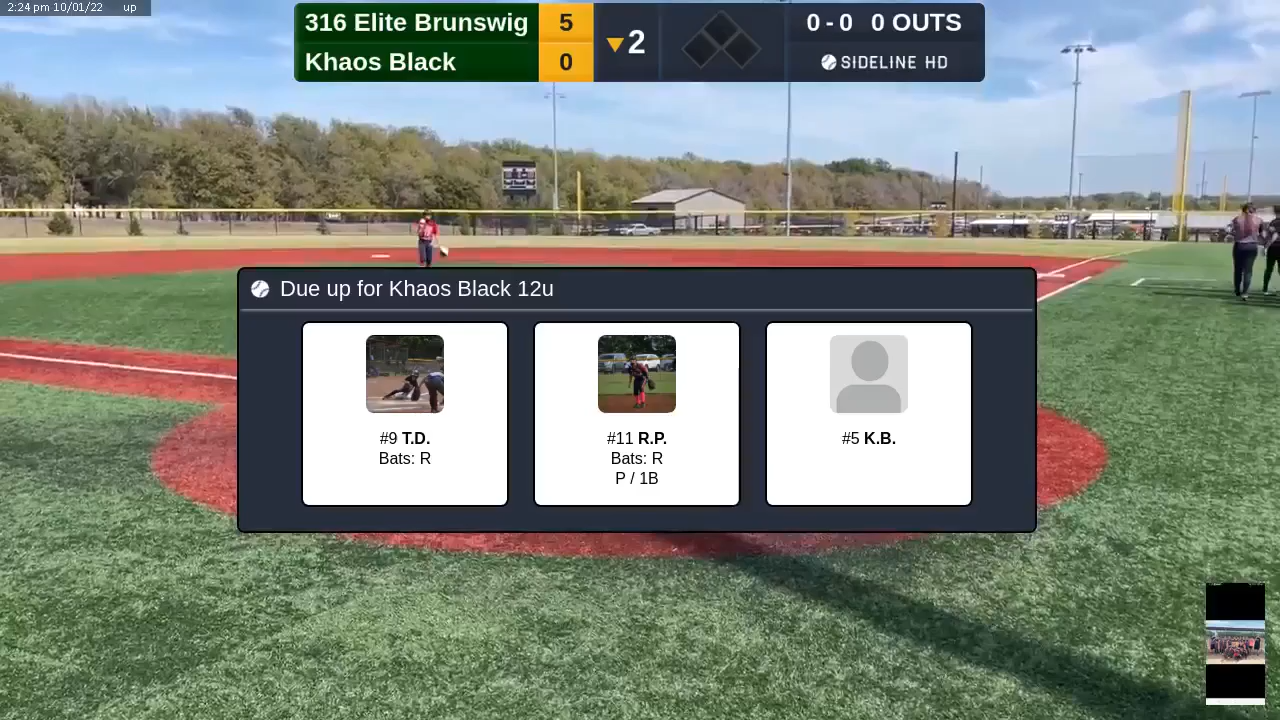 2:24 pm 10/01/22 up
316 Elite Brunswig 5
Khaos Black 0
2
0 - 0 0 OUTS
SIDELINE HD
Due up for Khaos Black 12u
#9 T.D.
Bats: R
#11 R.P.
Bats: R
P / 1B
#5 K.B.